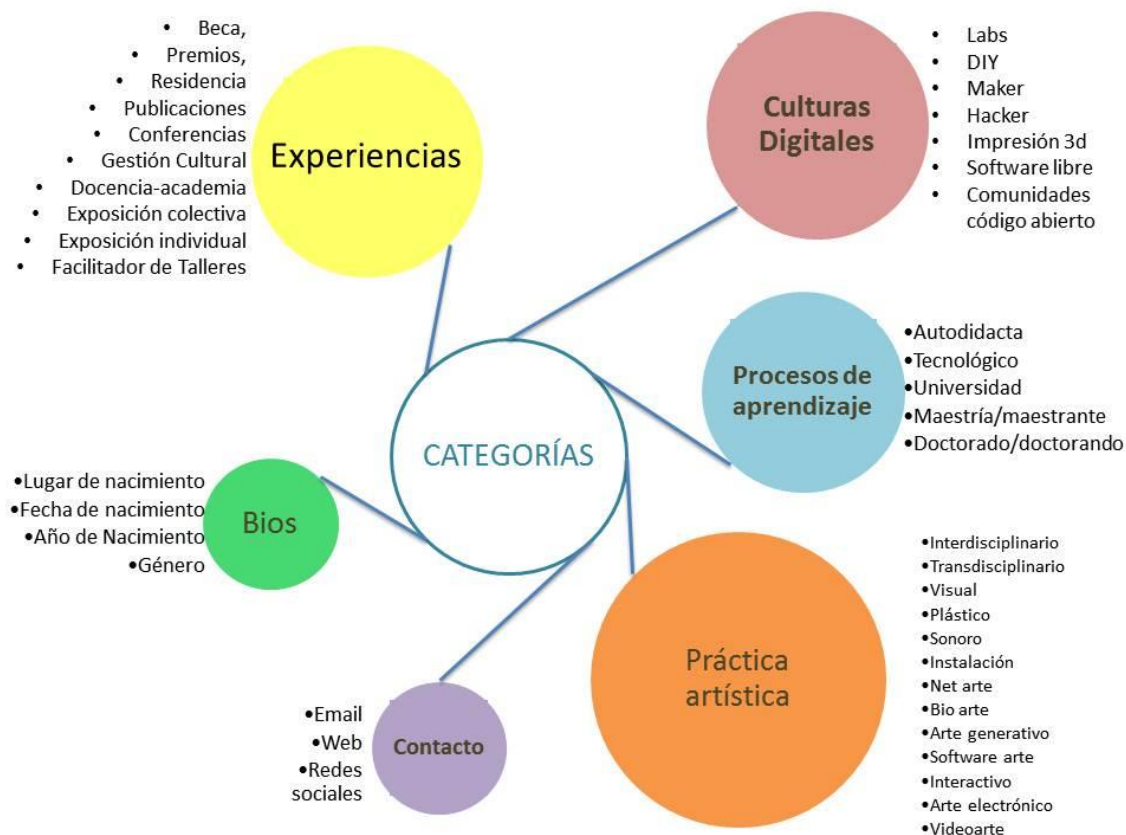 • Beca,
• Premios,
• Residencia
• Publicaciones
• Conferencias
• Gestión Cultural
• Docencia-academia
• Exposición colectiva
• Exposición individual
• Facilitador de Talleres
Experiencias
Culturas
Digitales
• Labs
• DIY
• Maker
• Hacker
• Impresión 3d
• Software libre
• Comunidades
código abierto
Procesos de
aprendizaje
•Autodidacta
•Tecnológico
•Universidad
•Maestría/maestrante
•Doctorado/doctorando
CATEGORÍAS
•Lugar de nacimiento
•Fecha de nacimiento
•Año de Nacimiento
•Género
Bios
Práctica
artística
•Interdisciplinario
•Transdisciplinario
•Visual
•Plástico
•Sonoro
•Instalación
•Net arte
•Bio arte
•Arte generativo
•Software arte
•Interactivo
•Arte electrónico
•Videoarte
•Email
•Web
•Redes
sociales
Contacto